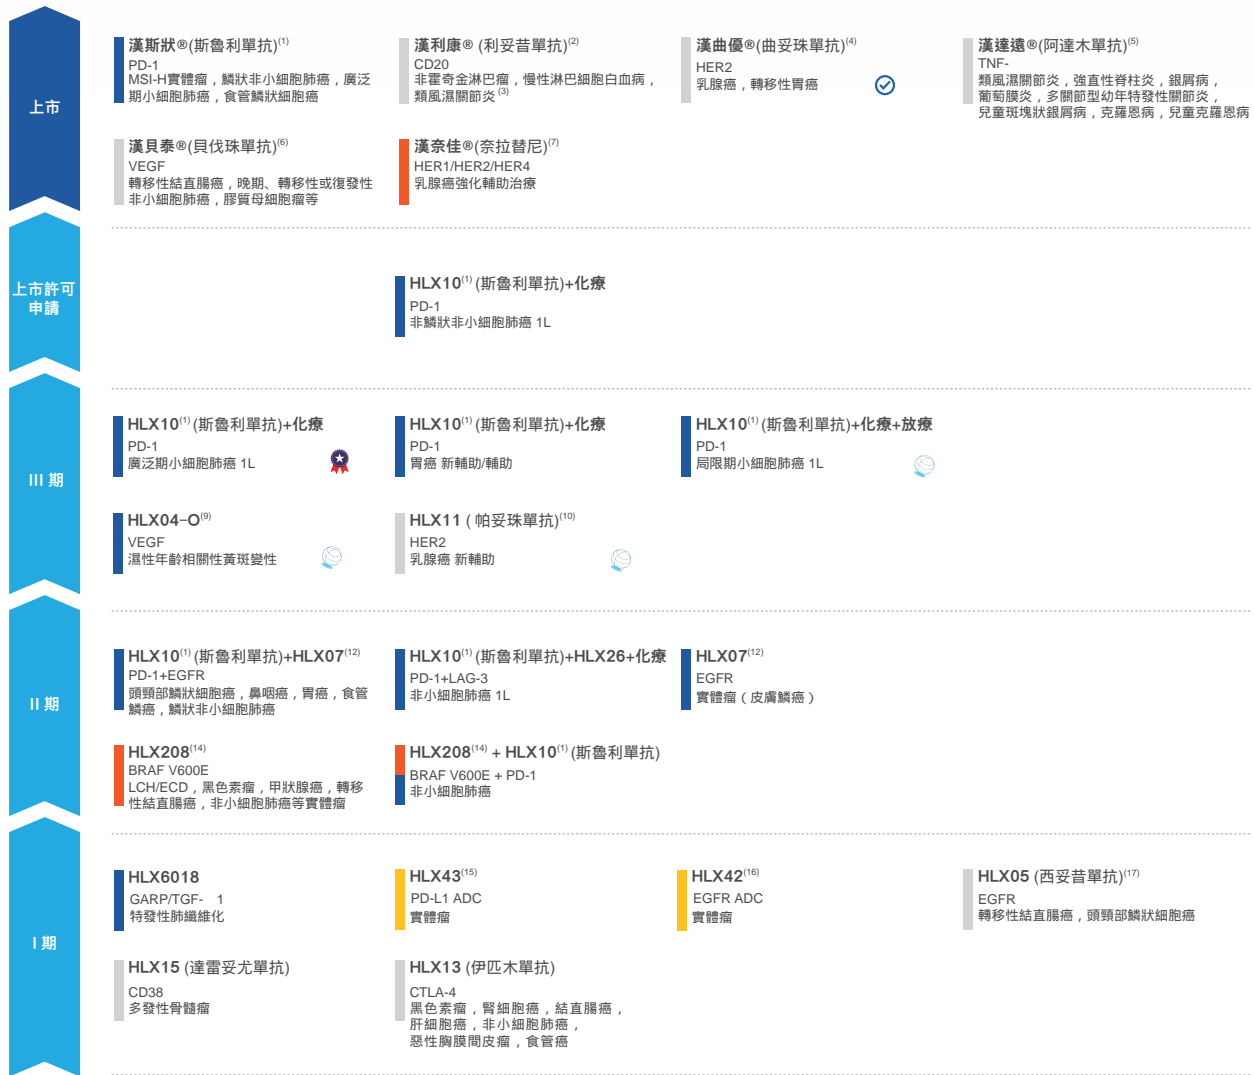 上市
漢斯狀®(斯魯利單抗)(1)
PD-1
MSI-H實體瘤，鱗狀非小細胞肺癌，廣泛
期小細胞肺癌，食管鱗狀細胞癌
漢利康® (利妥昔單抗)(2)
CD20
非霍奇金淋巴瘤，慢性淋巴細胞白血病，
類風濕關節炎(3)
漢曲優®(曲妥珠單抗)(4)
HER2
乳腺癌，轉移性胃癌
漢達遠®(阿達木單抗)(5)
TNF-
類風濕關節炎，強直性脊柱炎，銀屑病，
葡萄膜炎，多關節型幼年特發性關節炎，
兒童斑塊狀銀屑病，克羅恩病，兒童克羅恩病
漢貝泰®(貝伐珠單抗)(6)
VEGF
轉移性結直腸癌，晚期、轉移性或復發性
非小細胞肺癌，膠質母細胞瘤等
漢奈佳®(奈拉替尼)(7)
HER1/HER2/HER4
乳腺癌強化輔助治療
上市許可
申請
HLX10(1) (斯魯利單抗)+化療
PD-1
非鱗狀非小細胞肺癌 1L
III 期
HLX10(1) (斯魯利單抗)+化療
PD-1
廣泛期小細胞肺癌 1L
HLX10(1) (斯魯利單抗)+化療
PD-1
胃癌 新輔助/輔助
HLX10(1) (斯魯利單抗)+化療+放療
PD-1
局限期小細胞肺癌 1L
HLX04-O(9)
VEGF
濕性年齡相關性黃斑變性
HLX11 ( 帕妥珠單抗)(10)
HER2
乳腺癌 新輔助
II 期
HLX10(1) (斯魯利單抗)+HLX07(12)
PD-1+EGFR
頭頸部鱗狀細胞癌，鼻咽癌，胃癌，食管
鱗癌，鱗狀非小細胞肺癌
HLX10(1) (斯魯利單抗)+HLX26+化療
PD-1+LAG-3
非小細胞肺癌 1L
HLX07(12)
EGFR
實體瘤（皮膚鱗癌）
HLX208(14)
BRAF V600E
LCH/ECD，黑色素瘤，甲狀腺癌，轉移
性結直腸癌，非小細胞肺癌等實體瘤
HLX208(14) + HLX10(1) (斯魯利單抗)
BRAF V600E + PD-1
非小細胞肺癌
I 期
HLX6018
GARP/TGF- 1
特發性肺纖維化
HLX43(15)
PD-L1 ADC
實體瘤
HLX42(16)
EGFR ADC
實體瘤
HLX05 (西妥昔單抗)(17)
EGFR
轉移性結直腸癌，頭頸部鱗狀細胞癌
HLX15 (達雷妥尤單抗)
CD38
多發性骨髓瘤
HLX13 (伊匹木單抗)
CTLA-4
黑色素瘤，腎細胞癌，結直腸癌，
肝細胞癌，非小細胞肺癌，
惡性胸膜間皮瘤，食管癌